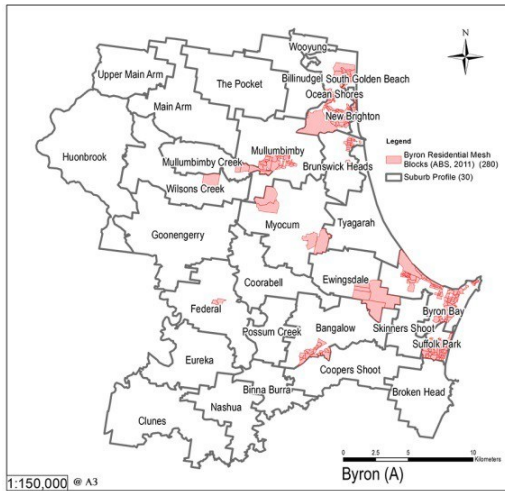 Wooyung
N
Upper Main Arm
The Pocket
Billinudgel
South Golden Beach
Ocean Shores
Main Arm
New Brighton
Legend
Byron Residential Mesh
Blocks (ABS, 2011) (280)
Suburb Profile (30)
Huonbrook
Mullumbimby
Mullumbimby Creek
Brunswick Heads
Wilsons Creek
Myocum
Tyagarah
Goonengerry
Coorabell
Ewingsdale
Federal
Byron Bay
Possum Creek
Bangalow
Skinners Shoot
Suffolk Park
Eureka
Coopers Shoot
Binna Burra
Broken Head
Clunes
Nashua
0 5 10
Kilometers
Byron (A)
1:150,000 @ A3